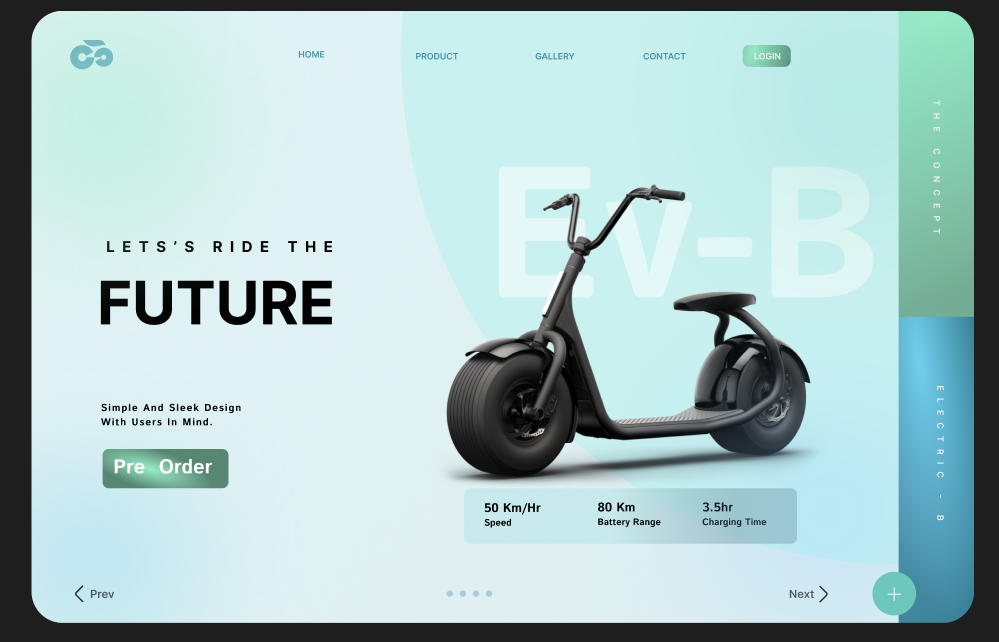 HOME
PRODUCT
GALLERY
CONTACT
LOGIN
THE CONCEPT
Ev-B
LETS'S RIDE THE
FUTURE
Simple And Sleek Design
With Users In Mind.
Pre Order
ELECTRIC - B
50 Km/Hr
Speed
80 Km
Battery Range
3.5hr
Charging Time
Prev
Next
+